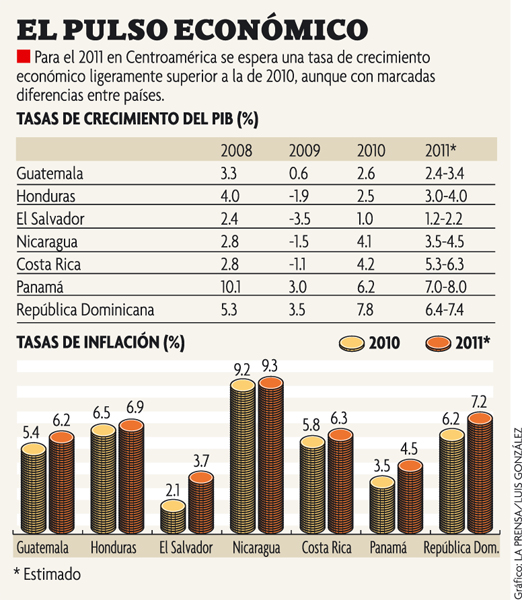 EL PULSO ECONÓMICO
Para el 2011 en Centroamérica se espera una tasa de crecimiento
económico ligeramente superior a la de 2010, aunque con marcadas
diferencias entre países.
TASAS DE CRECIMIENTO DEL PIB (%)
2008 2009 2010 2011*
Guatemala 3.3 0.6 2.6 2.4-3.4
Honduras 4.0 -1.9 2.5 3.0-4.0
El Salvador 2.4 -3.5 1.0 1.2-2.2
Nicaragua 2.8 -1.5 4.1 3.5-4.5
Costa Rica 2.8 -1.1 4.2 5.3-6.3
Panamá 10.1 3.0 6.2 7.0-8.0
República Dominicana 5.3 3.5 7.8 6.4-7.4
TASAS DE INFLACIÓN (%) 2010 2011*
5.4 6.2 6.5 6.9 2.1 3.7 9.2 9.3 5.8 6.3 3.5 4.5 6.2 7.2
Guatemala Honduras El Salvador Nicaragua Costa Rica Panamá República Dom.
* Estimado
Gráfico: LA PRENSA / LUIS GONZÁLEZ